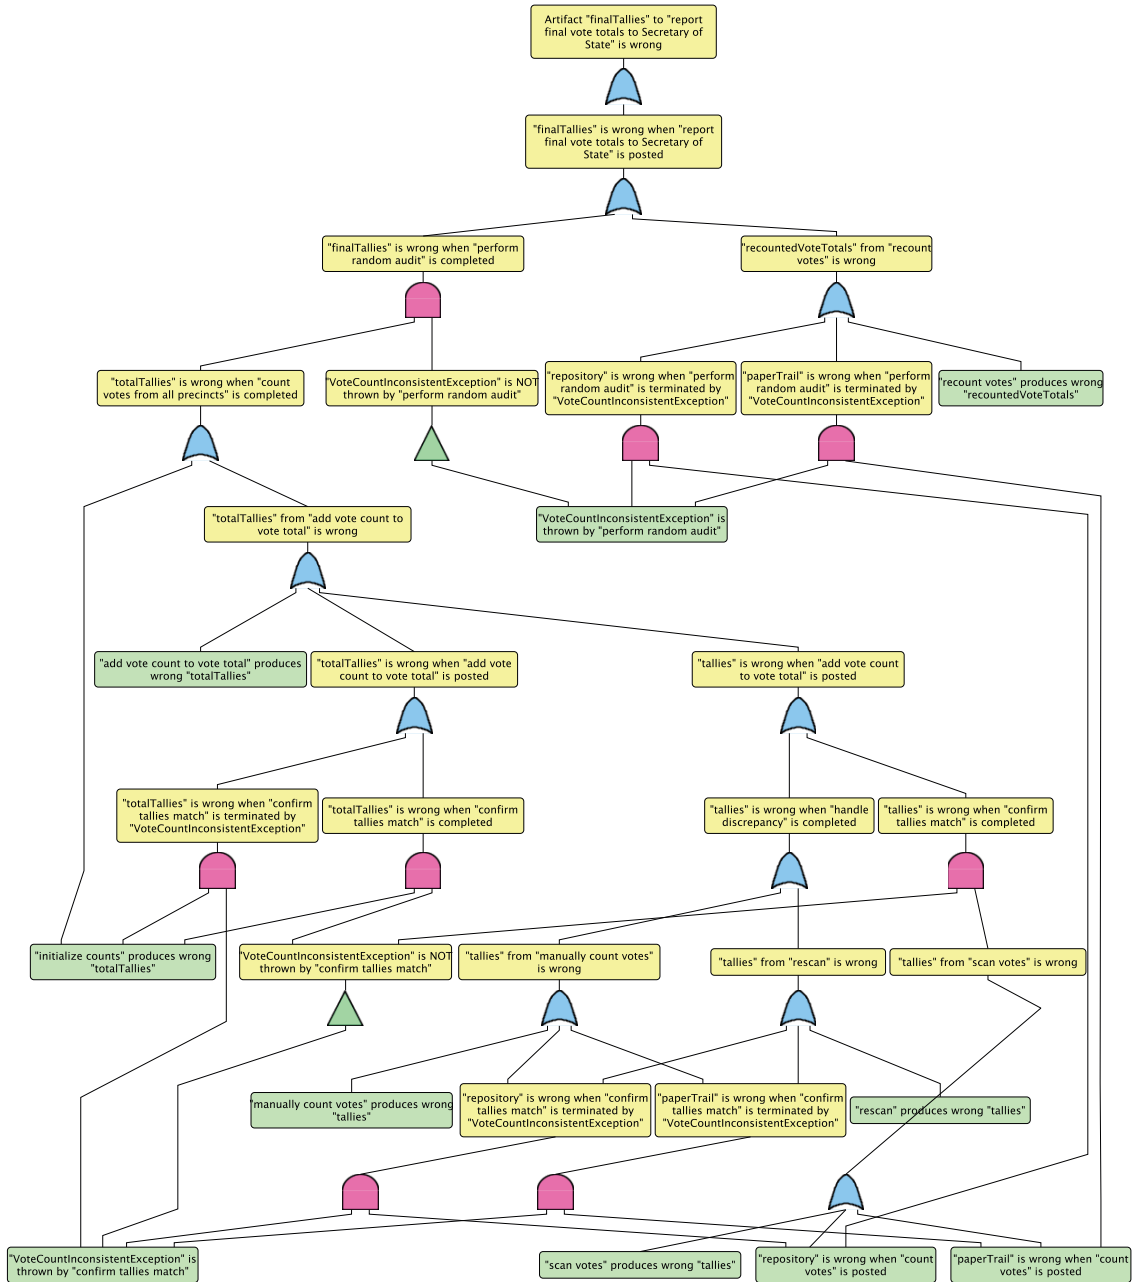 Artifact "finalTallies" to "report
final vote totals to Secretary of
State" is wrong
"finalTallies" is wrong when "report
final vote totals to Secretary of
State" is posted
"finalTallies" is wrong when "perform
random audit" is completed
"recountedVoteTotals" from "recount
votes" is wrong
"totalTallies" is wrong when "count
votes from all precincts" is completed
"VoteCountInconsistentException" is NOT
thrown by "perform random audit"
"repository" is wrong when "perform
random audit" is terminated by
"VoteCountInconsistentException"
"paperTrail" is wrong when "perform
random audit" is terminated by
"VoteCountInconsistentException"
"recount votes" produces wrong
"recountedVoteTotals"
"totalTallies" from "add vote count to
vote total" is wrong
"VoteCountInconsistentException" is
thrown by "perform random audit"
"add vote count to vote total" produces
wrong "totalTallies"
"totalTallies" is wrong when "add vote
count to vote total" is posted
"tallies" is wrong when "add vote count
to vote total" is posted
"totalTallies" is wrong when "confirm
tallies match" is terminated by
"VoteCountInconsistentException"
"totalTallies" is wrong when "confirm
tallies match" is completed
"tallies" is wrong when "handle
discrepancy" is completed
"tallies" is wrong when "confirm
tallies match" is completed
"initialize counts" produces wrong
"totalTallies"
"VoteCountInconsistentException" is NOT
thrown by "confirm tallies match"
"tallies" from "manually count votes"
is wrong
"tallies" from "rescan" is wrong
"tallies" from "scan votes" is wrong
"manually count votes" produces wrong
"tallies"
"repository" is wrong when "confirm
tallies match" is terminated by
"VoteCountInconsistentException"
"paperTrail" is wrong when "confirm
tallies match" is terminated by
"VoteCountInconsistentException"
"rescan" produces wrong "tallies"
"VoteCountInconsistentException" is
thrown by "confirm tallies match"
"scan votes" produces wrong "tallies"
"repository" is wrong when "count
votes" is posted
"paperTrail" is wrong when "count
votes" is posted